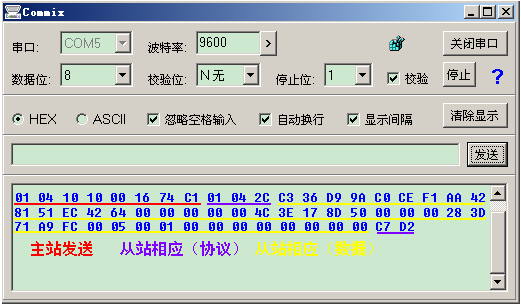 Commix
串口: COM5 波特率: 9600 > 关闭串口
数据位: 8 校验位: N 无 停止位: 1 校验 停止 ?
HEX ASCII 忽略空格输入 自动换行 显示间隔 清除显示
发送
01 04 10 10 00 16 74 C1 01 04 2C C3 36 D9 9A C0 CE F1 AA 42
81 51 EC 42 64 00 00 00 00 00 4C 3E 17 8D 50 00 00 00 28 3D
71 A9 FC 00 05 00 01 00 00 00 00 00 00 00 00 C7 D2
主站发送 从站相应（协议） 从站相应（数据）